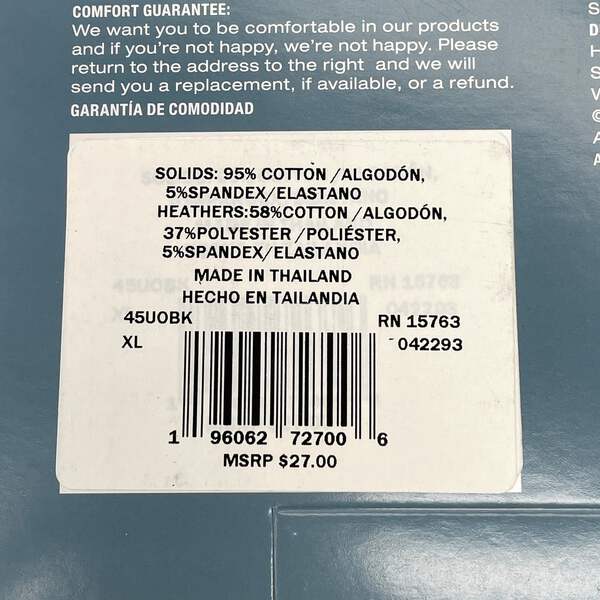 COMFORT GUARANTEE:
We want you to be comfortable in our products
and if you're not happy, we're not happy. Please
return to the address to the right and we will
send you a replacement, if available, or a refund.
GARANTÍA DE COMODIDAD
SOLIDS: 95% COTTON /ALGODÓN,
5%SPANDEX/ELASTANO
HEATHERS:58%COTTON /ALGODÓN,
37%POLYESTER /POLIÉSTER,
5%SPANDEX/ELASTANO
MADE IN THAILAND
HECHO EN TAILANDIA
45UOBK RN 15763
XL 042293
1 96062 72700 6
MSRP $27.00